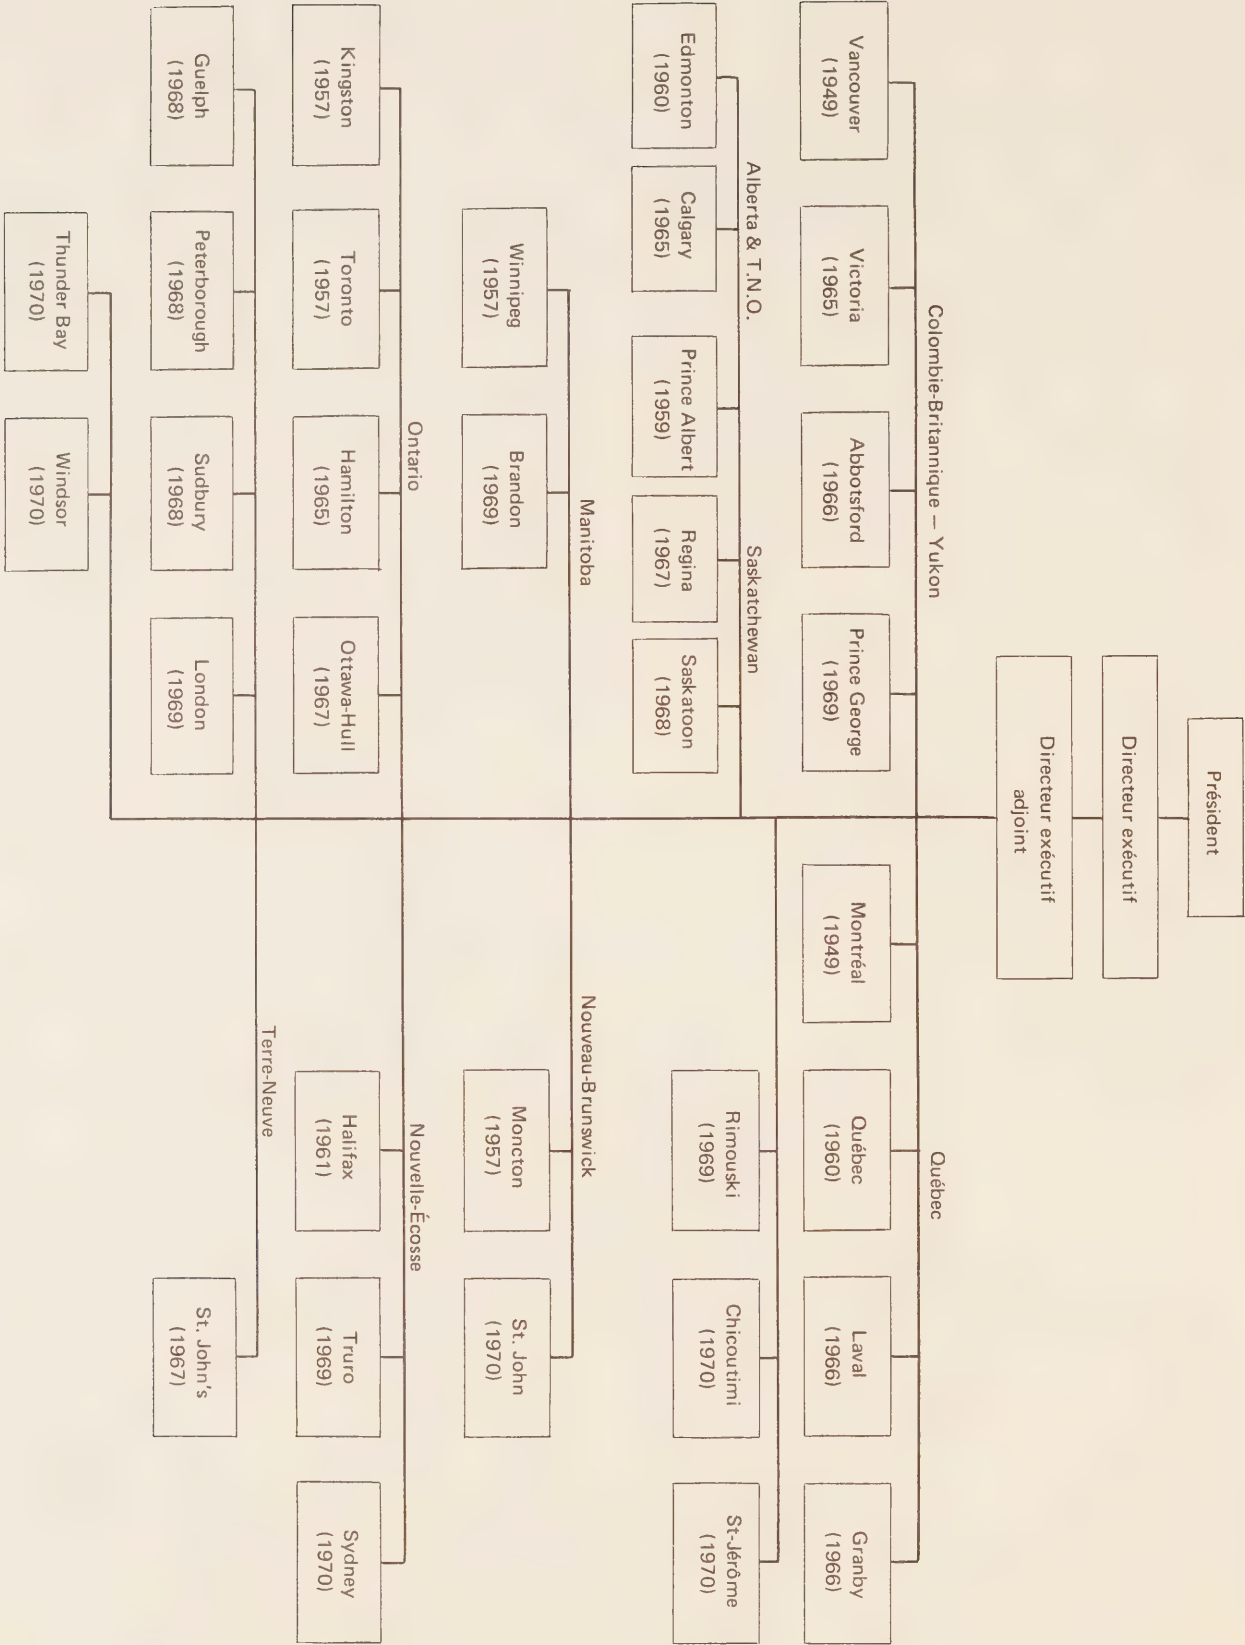 Président
Directeur exécutif
Directeur exécutif
adjoint
Colombie-Britannique — Yukon
Vancouver
(1949)
Victoria
(1965)
Abbotsford
(1966)
Prince George
(1969)
Québec
Montréal
(1949)
Québec
(1960)
Laval
(1966)
Granby
(1966)
Rimouski
(1969)
Chicoutimi
(1970)
St-Jérôme
(1970)
Alberta & T.N.O.
Edmonton
(1960)
Calgary
(1965)
Saskatchewan
Prince Albert
(1959)
Regina
(1967)
Saskatoon
(1968)
Manitoba
Winnipeg
(1957)
Brandon
(1969)
Nouveau-Brunswick
Moncton
(1957)
St. John
(1970)
Ontario
Kingston
(1957)
Toronto
(1957)
Hamilton
(1965)
Ottawa-Hull
(1967)
Nouvelle-Écosse
Halifax
(1961)
Truro
(1969)
Sydney
(1970)
Guelph
(1968)
Peterborough
(1968)
Sudbury
(1968)
London
(1969)
Terre-Neuve
St. John's
(1967)
Thunder Bay
(1970)
Windsor
(1970)